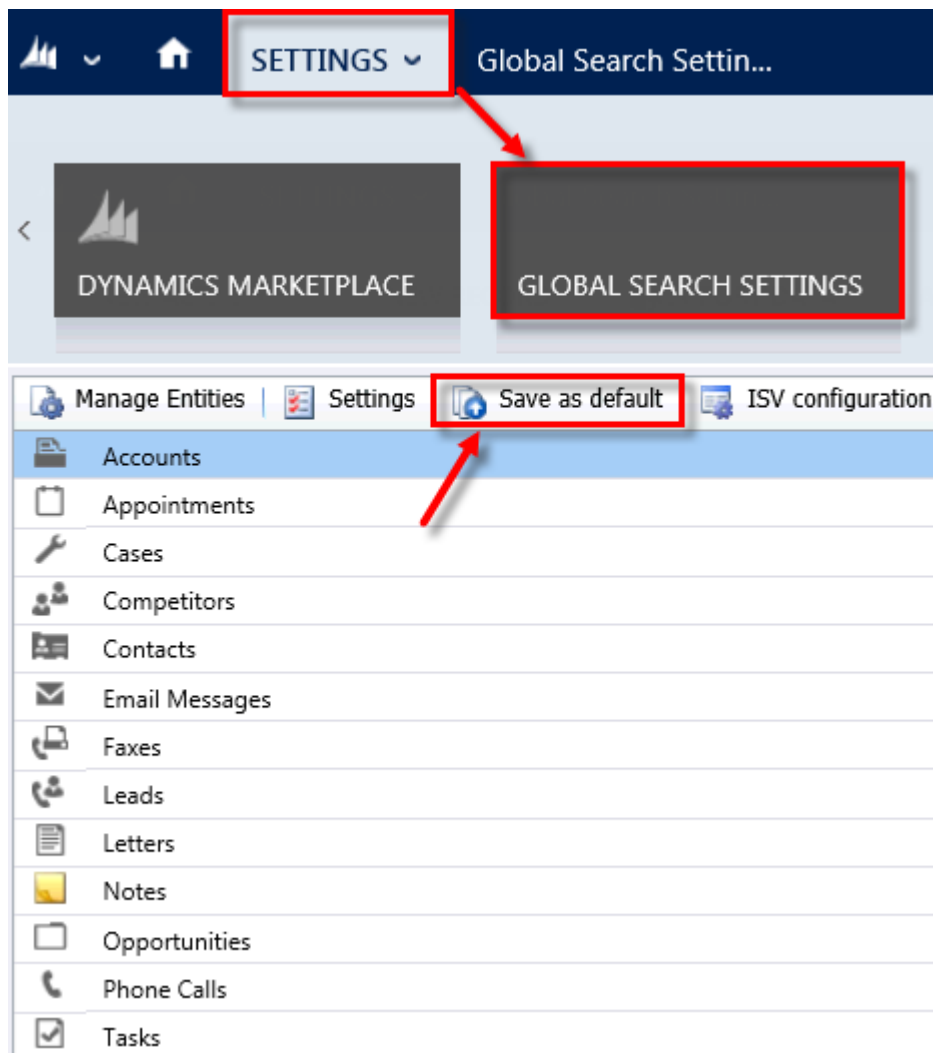 SETTINGS Global Search Settin...
DYNAMICS MARKETPLACE GLOBAL SEARCH SETTINGS
Manage Entities | Settings Save as default ISV configuration
Accounts
Appointments
Cases
Competitors
Contacts
Email Messages
Faxes
Leads
Letters
Notes
Opportunities
Phone Calls
Tasks